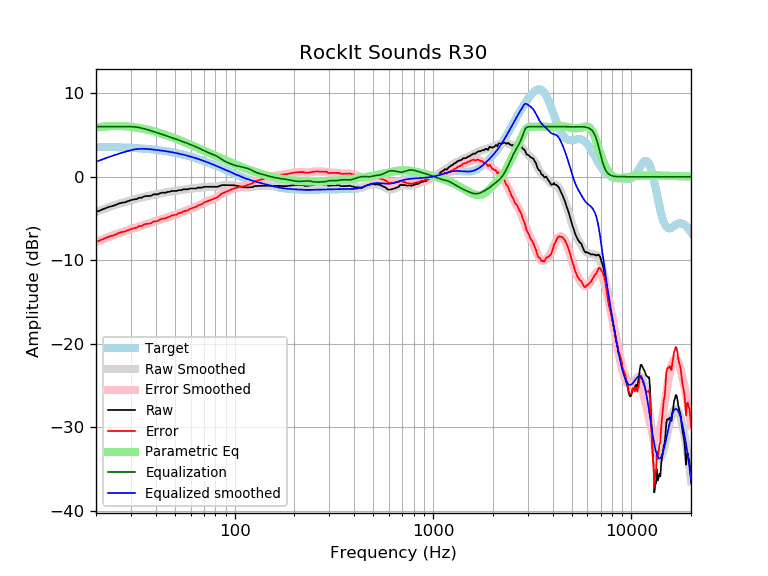 RockIt Sounds R30
Amplitude (dBr)
10
0
−10
−20
−30
−40
Target
Raw Smoothed
Error Smoothed
Raw
Error
Parametric Eq
Equalization
Equalized smoothed
100
1000
10000
Frequency (Hz)